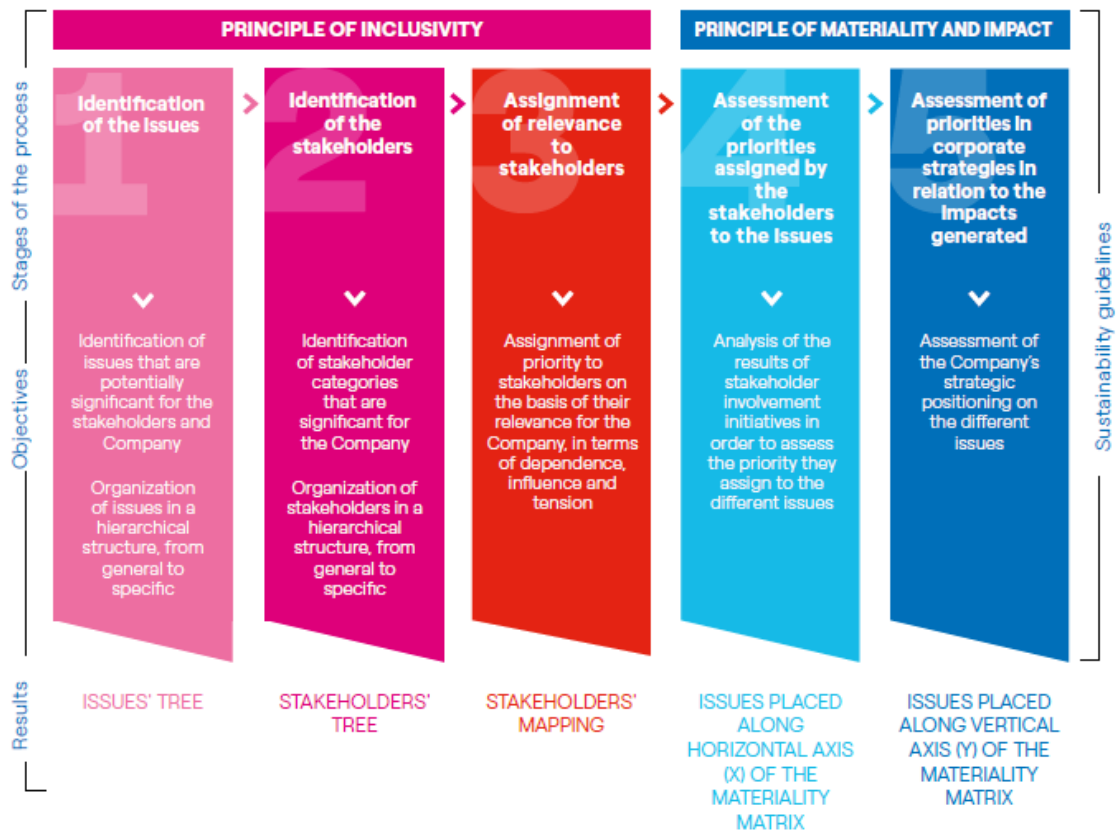 PRINCIPLE OF INCLUSIVITY
PRINCIPLE OF MATERIALITY AND IMPACT
Stages of the process
1
Identification
of the issues
2
Identification
of the
stakeholders
3
Assignment
of relevance
to
stakeholders
4
Assessment
of the
priorities
assigned by
the
stakeholders
to the issues
5
Assessment of
priorities in
corporate
strategies in
relation to the
impacts
generated
Objectives
Identification of
issues that are
potentially
significant for the
stakeholders and
Company
Organization
of issues in a
hierarchical
structure, from
general to
specific
Identification
of stakeholder
categories
that are
significant for
the Company
Organization of
stakeholders in a
hierarchical
structure, from
general to
specific
Assignment of
priority to
stakeholders on
the basis of their
relevance for the
Company, in terms
of dependence,
influence and
tension
Analysis of the
results of
stakeholder
involvement
initiatives in
order to assess
the priority they
assign to the
different issues
Assessment of
the Company's
strategic
positioning on
the different
issues
Sustainability guidelines
Results
ISSUES' TREE
STAKEHOLDERS'
TREE
STAKEHOLDERS'
MAPPING
ISSUES PLACED
ALONG
HORIZONTAL AXIS
(X) OF THE
MATERIALITY
MATRIX
ISSUES PLACED
ALONG VERTICAL
AXIS (Y) OF THE
MATERIALITY
MATRIX